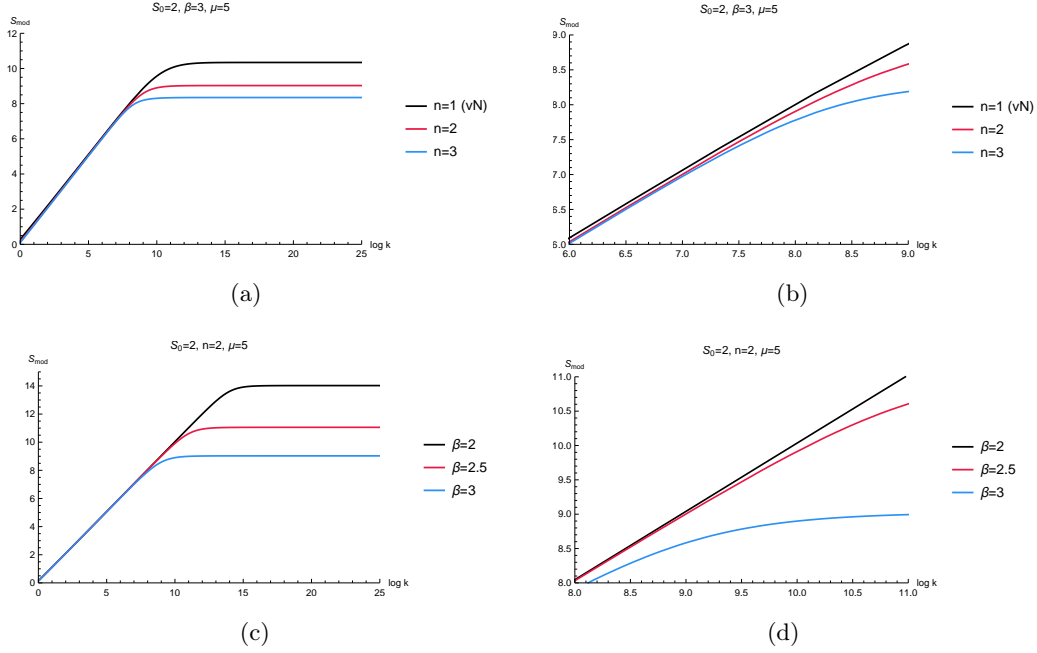 S0=2, β=3, μ=5
Smod
12
10
8
6
4
2
0
0 5 10 15 20 25
log k
n=1 (vN)
n=2
n=3
(a)
S0=2, β=3, μ=5
Smod
9.0
8.5
8.0
7.5
7.0
6.5
6.0
6.0 6.5 7.0 7.5 8.0 8.5 9.0
log k
n=1 (vN)
n=2
n=3
(b)
S0=2, n=2, μ=5
Smod
14
12
10
8
6
4
2
0
0 5 10 15 20 25
log k
β=2
β=2.5
β=3
(c)
S0=2, n=2, μ=5
Smod
11.0
10.5
10.0
9.5
9.0
8.5
8.0
8.0 8.5 9.0 9.5 10.0 10.5 11.0
log k
β=2
β=2.5
β=3
(d)